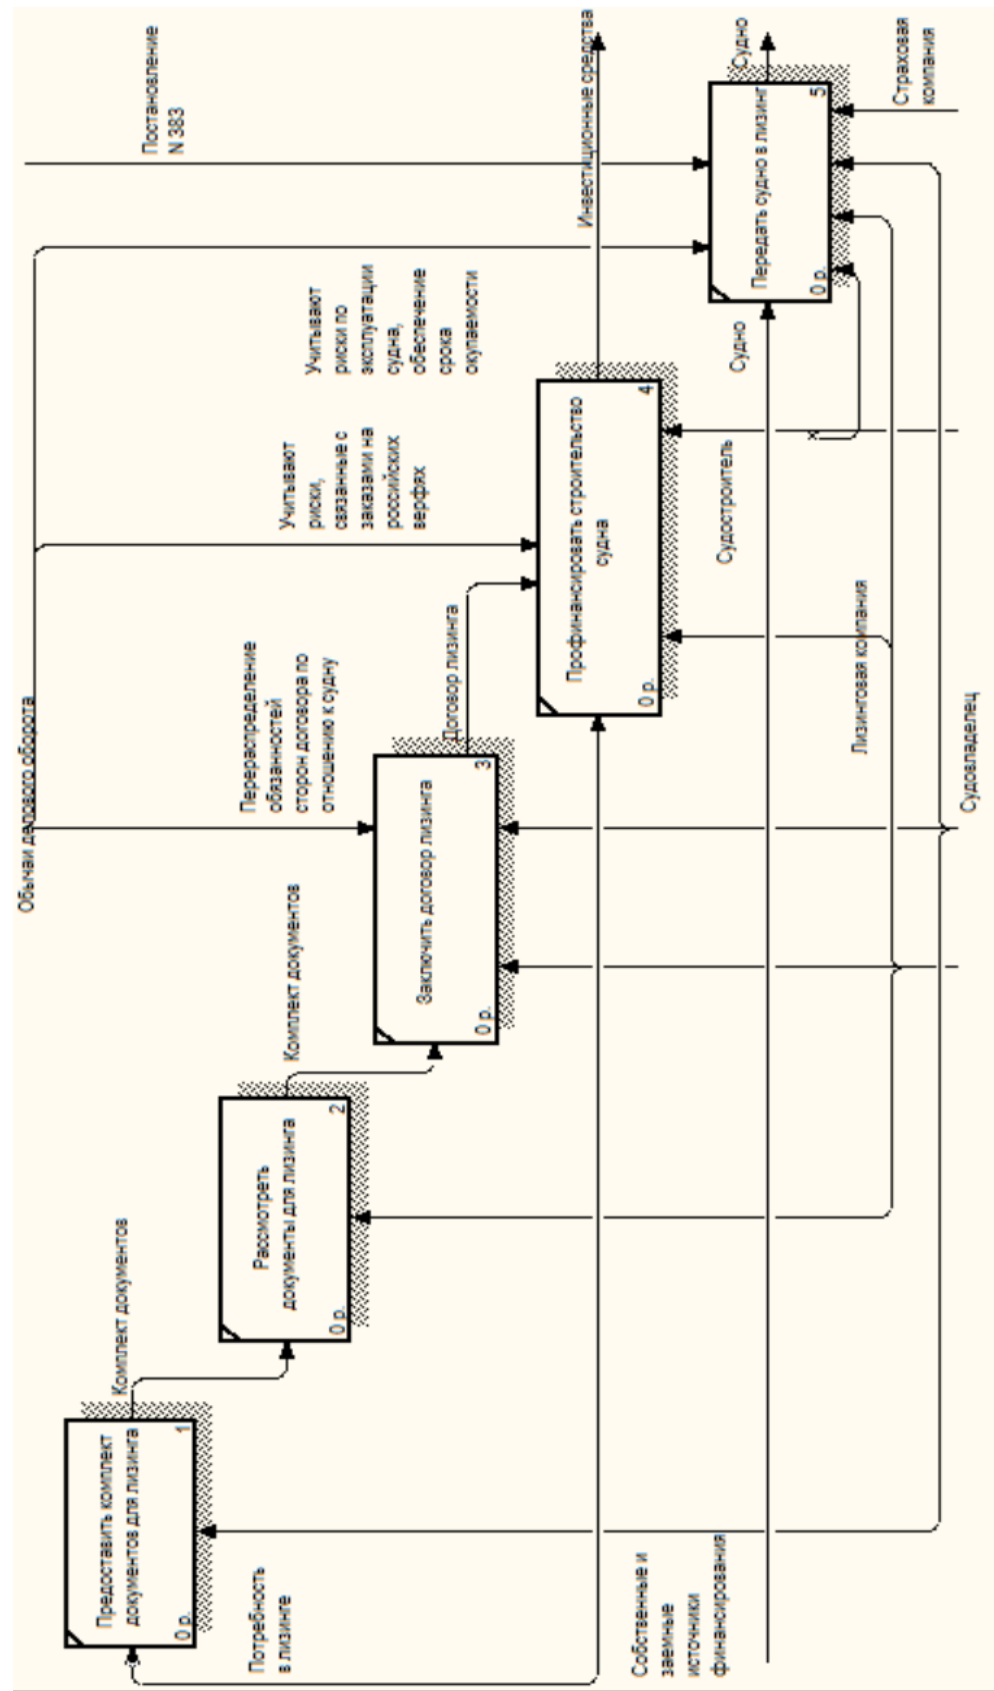 Обычаи делового оборота
Постановление
N 383
Предоставить комплект
документов для лизинга
0 р.
1
Комплект документов
Потребность
в лизинге
Рассмотреть
документы для лизинга
0 р.
2
Комплект документов
Перераспределение
обязанностей
сторон договора по
отношению к судну
Заключить договор лизинга
0 р.
3
Договор лизинга
Учитывают
риски,
связанные с
заказами на
российских
верфях
Учитывают
риски по
эксплуатации
судна,
обеспечение
срока
окупаемости
Профинансировать строительство
судна
0 р.
4
Инвестиционные средства
Собственные и
заемные
источники
финансирования
Судостроитель
Судно
Передать судно в лизинг
0 р.
5
Судно
Лизинговая компания
Судовладелец
Страховая
компания